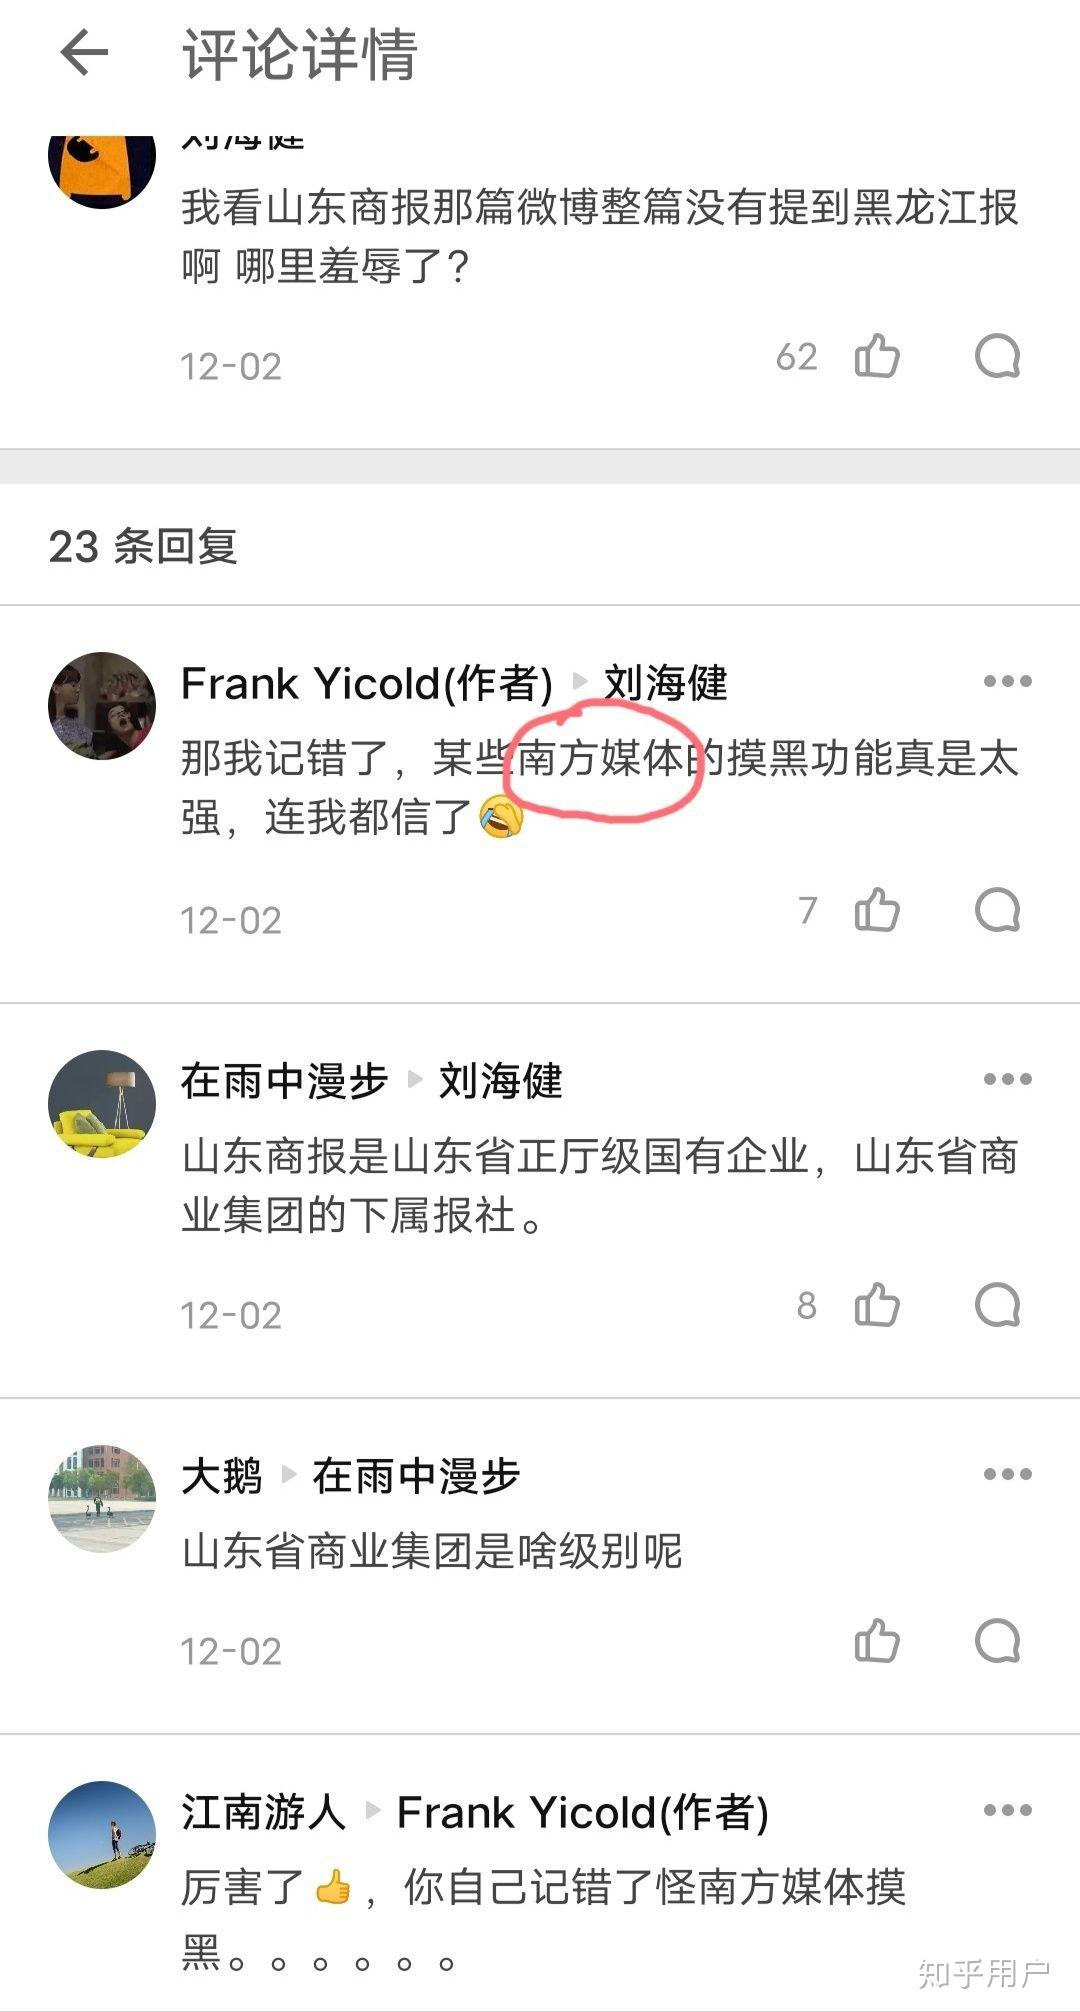 评论详情
刘海健
我看山东商报那篇微博整篇没有提到黑龙江报
啊 哪里羞辱了？
12-02
62
23 条回复
Frank Yicold(作者) 刘海健
那我记错了，某些南方媒体的摸黑功能真是太
强，连我都信了🤣
12-02
7
在雨中漫步 刘海健
山东商报是山东省正厅级国有企业，山东省商
业集团的下属报社。
12-02
8
大鹅 在雨中漫步
山东省商业集团是啥级别呢
12-02
江南游人 Frank Yicold(作者)
厉害了👍，你自己记错了怪南方媒体摸
黑。。。。。。
知乎用户